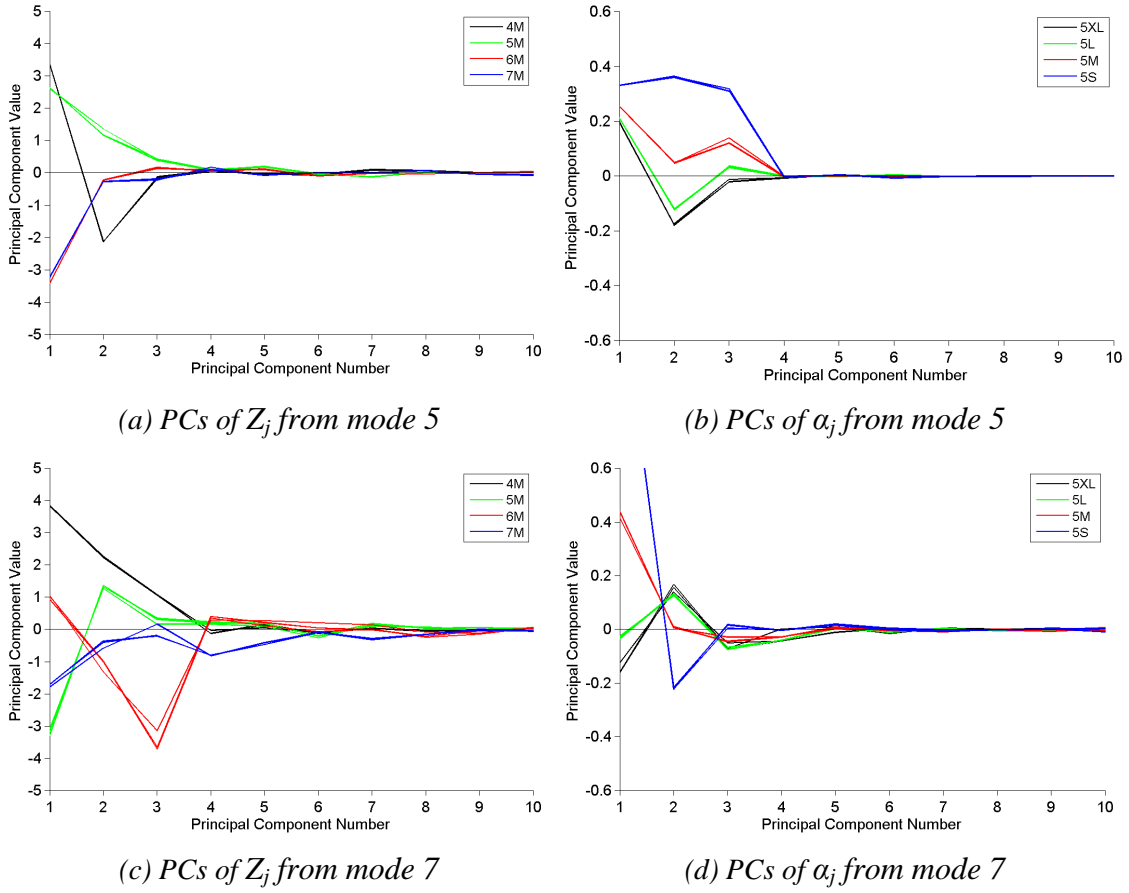 5
4
3
2
1
0
-1
-2
-3
-4
-5
Principal Component Value
1 2 3 4 5 6 7 8 9 10
Principal Component Number
4M
5M
6M
7M
(a) PCs of Zj from mode 5
0.6
0.4
0.2
0
-0.2
-0.4
-0.6
Principal Component Value
1 2 3 4 5 6 7 8 9 10
Principal Component Number
5XL
5L
5M
5S
(b) PCs of αj from mode 5
5
4
3
2
1
0
-1
-2
-3
-4
-5
Principal Component Value
1 2 3 4 5 6 7 8 9 10
Principal Component Number
4M
5M
6M
7M
(c) PCs of Zj from mode 7
0.6
0.4
0.2
0
-0.2
-0.4
-0.6
Principal Component Value
1 2 3 4 5 6 7 8 9 10
Principal Component Number
5XL
5L
5M
5S
(d) PCs of αj from mode 7